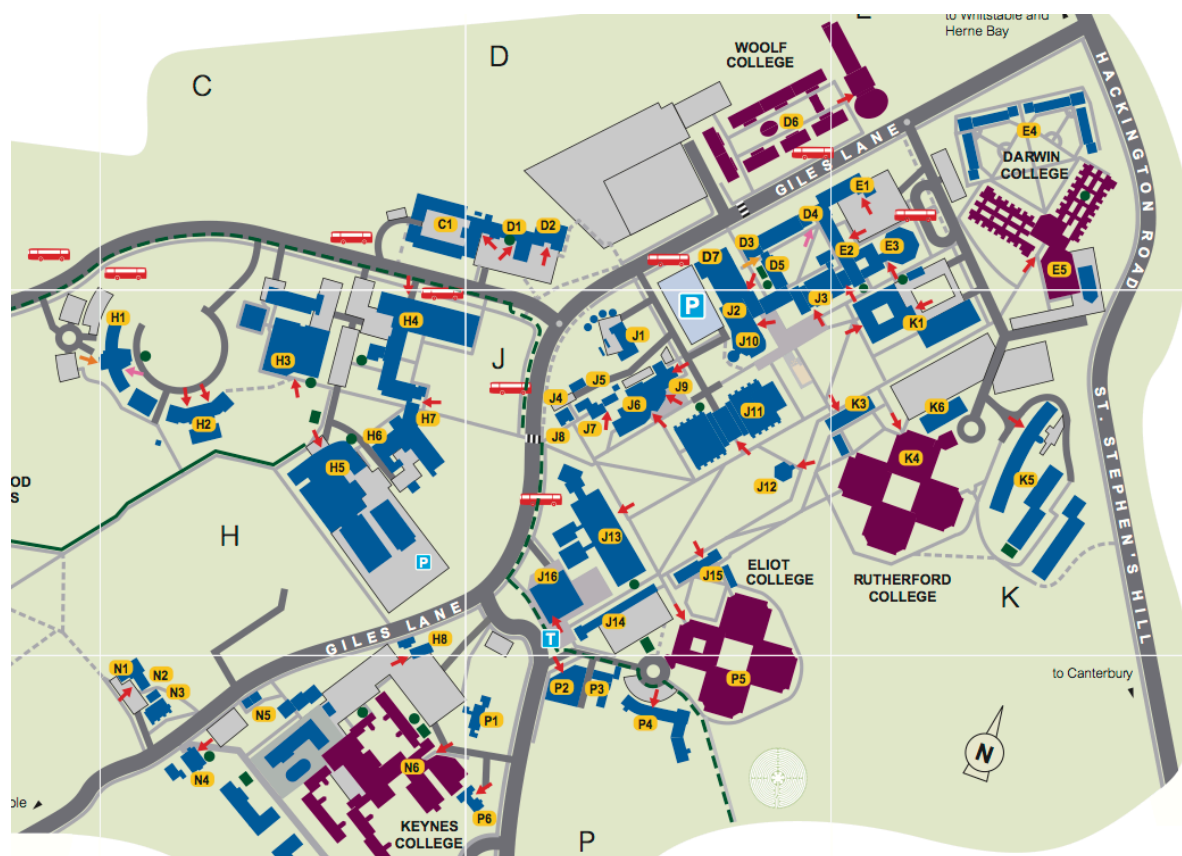 to Whitstable and
Herne Bay
D
WOOLF
COLLEGE
C
D6
HACKINGTON ROAD
E4
DARWIN
COLLEGE
GILES LANE
E1
C1
D1
D2
D4
D3
E2
E3
D7
D5
E5
H1
H4
J2
J3
P
J1
K1
H3
J
J10
J5
J9
J4
J6
J11
K3
K6
H2
H7
J7
J8
H6
K4
OD
S
H5
J12
K5
ST. STEPHEN'S HILL
H
J13
P
J16
J15
ELIOT
COLLEGE
RUTHERFORD
COLLEGE
K
J14
GILES LANE
H8
T
N1
N2
N3
P2
P3
P5
to Canterbury
N5
P1
P4
N
N4
N6
ple
P6
KEYNES
COLLEGE
P